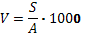 V = S/A · 1000